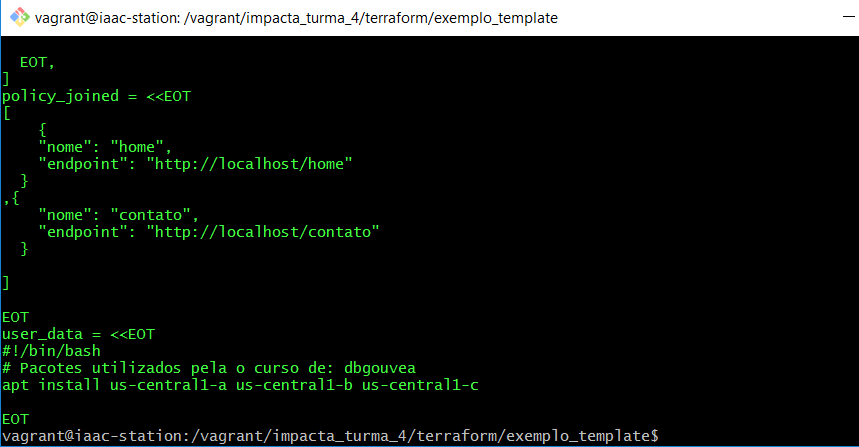 vagrant@iaac-station: /vagrant/impacta_turma_4/terraform/exemplo_template
EOT,
]
policy_joined = <<EOT
[
{
"nome": "home",
"endpoint": "http://localhost/home"
}
,{
"nome": "contato",
"endpoint": "http://localhost/contato"
}
]
EOT
user_data = <<EOT
#!/bin/bash
# Pacotes utilizados pela o curso de: dbgouvea
apt install us-central1-a us-central1-b us-central1-c
EOT
vagrant@iaac-station:/vagrant/impacta_turma_4/terraform/exemplo_template$